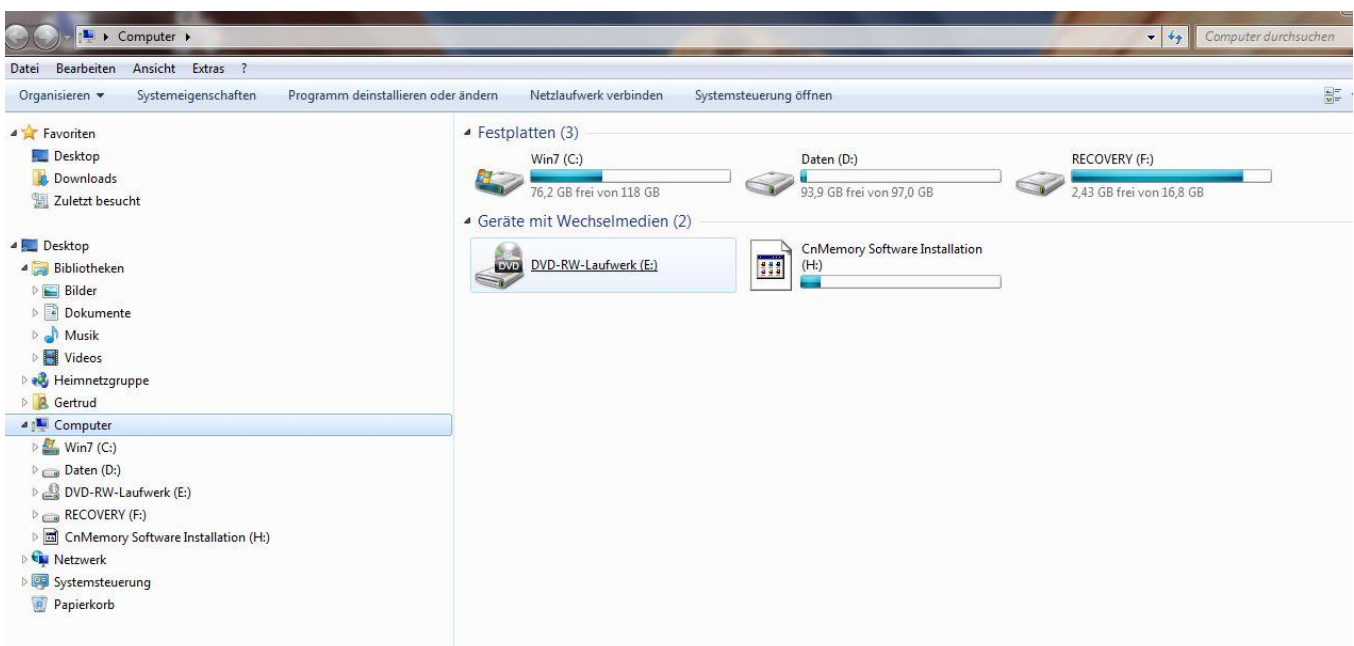 Computer
Computer durchsuchen
Datei Bearbeiten Ansicht Extras ?
Organisieren Systemeigenschaften Programm deinstallieren oder ändern Netzlaufwerk verbinden Systemsteuerung öffnen
Favoriten
Desktop
Downloads
Zuletzt besucht
Desktop
Bibliotheken
Bilder
Dokumente
Musik
Videos
Heimnetzgruppe
Gertrud
Computer
Win7 (C:)
Daten (D:)
DVD-RW-Laufwerk (E:)
RECOVERY (F:)
CnMemory Software Installation (H:)
Netzwerk
Systemsteuerung
Papierkorb
Festplatten (3)
Win7 (C:)
76,2 GB frei von 118 GB
Daten (D:)
93,9 GB frei von 97,0 GB
RECOVERY (F:)
2,43 GB frei von 16,8 GB
Geräte mit Wechselmedien (2)
DVD
DVD-RW-Laufwerk (E:)
CnMemory Software Installation
(H:)